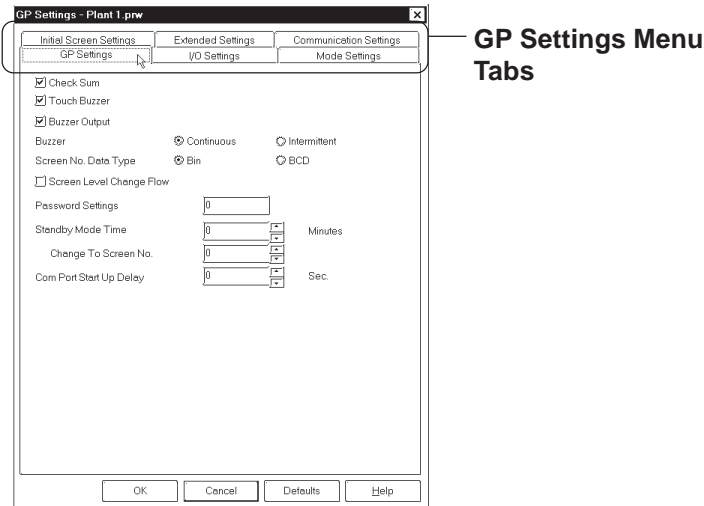 GP Settings - Plant 1.prw
GP Settings Menu Tabs
Initial Screen Settings Extended Settings Communication Settings
GP Settings I/O Settings Mode Settings
Check Sum
Touch Buzzer
Buzzer Output
Buzzer Continuous Intermittent
Screen No. Data Type Bin BCD
Screen Level Change Flow
Password Settings 0
Standby Mode Time 0 Minutes
Change To Screen No. 0
Com Port Start Up Delay 0 Sec.
OK Cancel Defaults Help